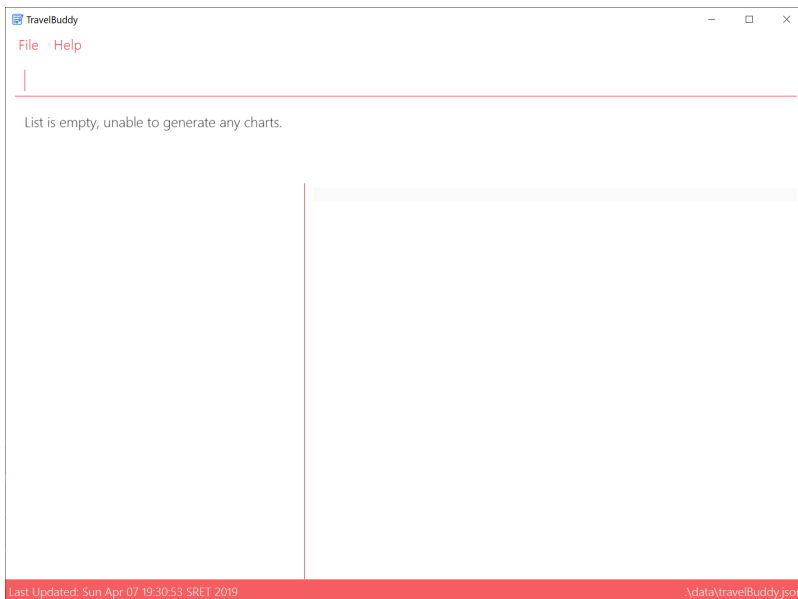 TravelBuddy
File Help
List is empty, unable to generate any charts.
Last Updated: Sun Apr 07 19:30:53 SRET 2019 .\data\travelBuddy.json